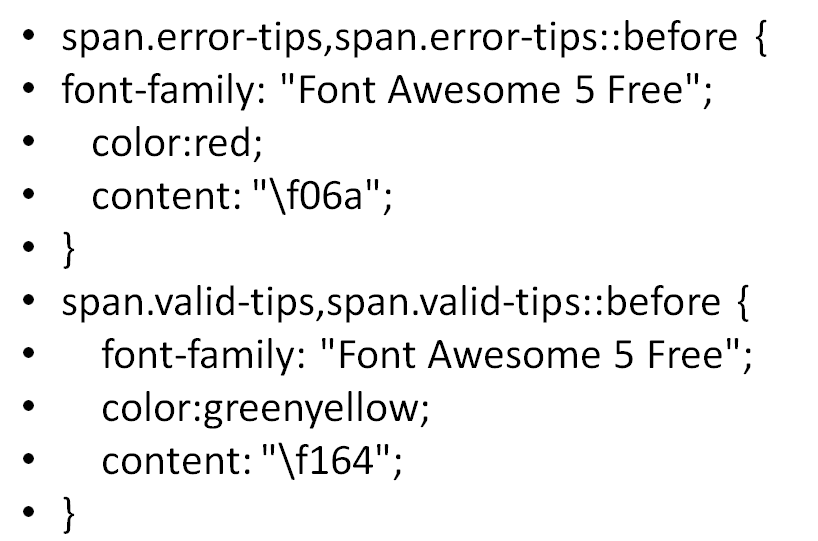 • span.error-tips,span.error-tips::before {
• font-family: "Font Awesome 5 Free";
•    color:red;
•    content: "\f06a";
• }
• span.valid-tips,span.valid-tips::before {
•    font-family: "Font Awesome 5 Free";
•    color:greenyellow;
•    content: "\f164";
• }